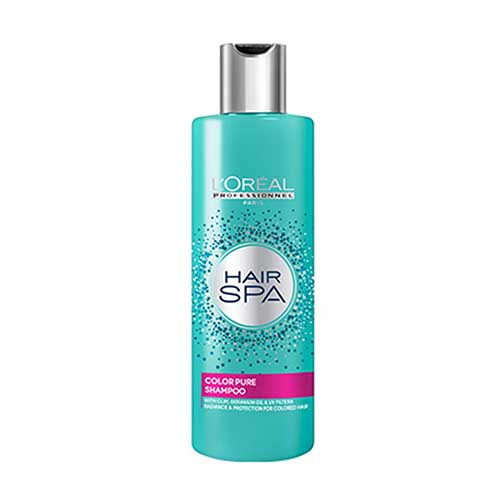 L'ORÉAL
PROFESSIONNEL
PARIS
HAIR
SPA
COLOR PURE
SHAMPOO
WITH CLAY, GERANIUM OIL & UV FILTERS
RADIANCE & PROTECTION FOR COLORED HAIR